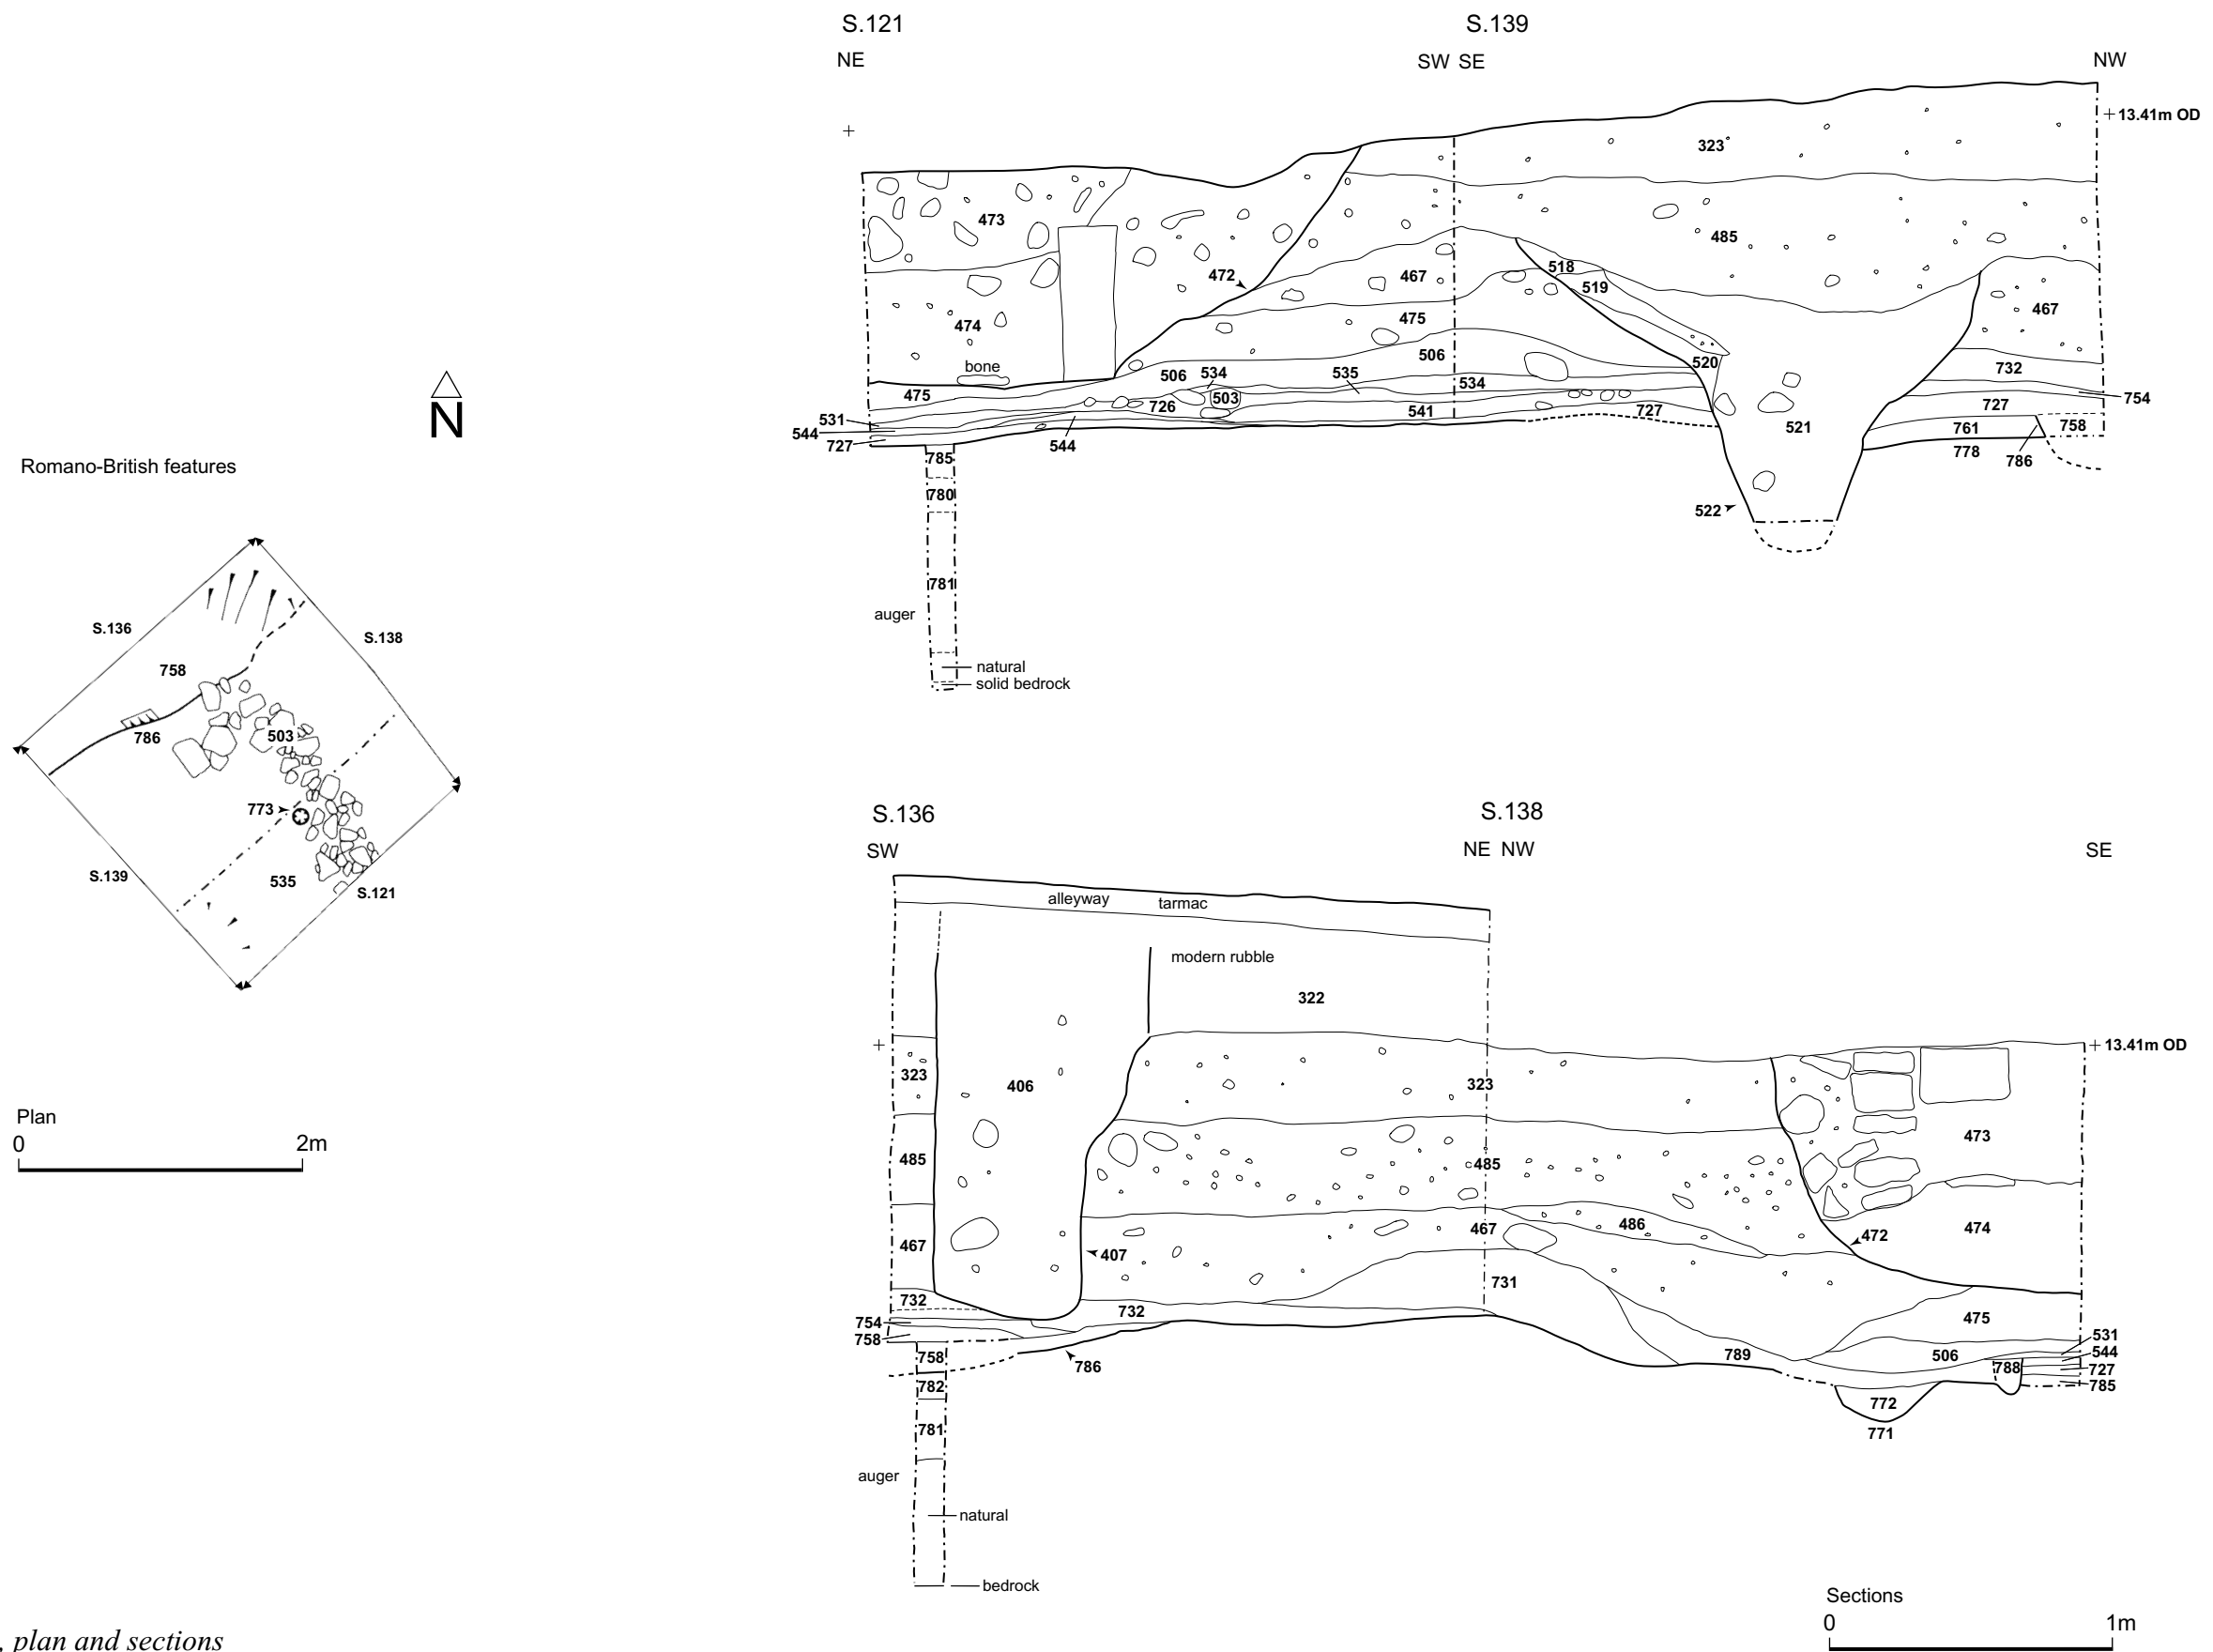 S.121 S.139
NE SW SE NW
13.41m OD
323
473
485
472
467
518
519
467
475
474
506
520
732
bone
506 534 535 534
475 503
754
726 541 727 727
531
544
727
544
521
761 758
778 786
785
780
522
781
auger
natural
solid bedrock
N
Romano-British features
S.136 S.138
758
786 503
773
S.139 535 S.121
Plan
0 2m
S.136 S.138
SW NE NW SE
alleyway tarmac
modern rubble
322
13.41m OD
323 406 323
473
485 485
467 407 467 486 472 474
731
732 732 475
754
758
531
544
727
785
758 786 789 506 788
782
772
781 771
auger
natural
bedrock
Sections
0 1m
, plan and sections